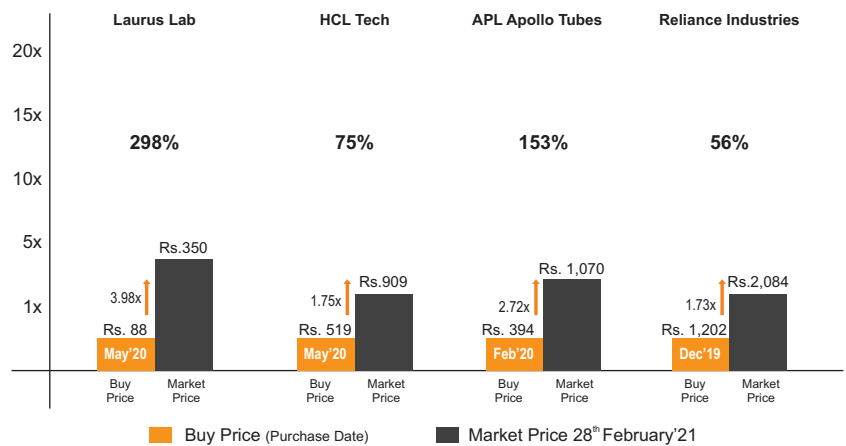 Laurus Lab
HCL Tech
APL Apollo Tubes
Reliance Industries
20x
15x
10x
5x
1x
298%
75%
153%
56%
Rs.350
3.98x
Rs. 88
May'20
Buy
Price
Market
Price
Rs.909
1.75x
Rs. 519
May'20
Buy
Price
Market
Price
Rs. 1,070
2.72x
Rs. 394
Feb'20
Buy
Price
Market
Price
Rs.2,084
1.73x
Rs. 1,202
Dec'19
Buy
Price
Market
Price
Buy Price (Purchase Date)
Market Price 28th February'21